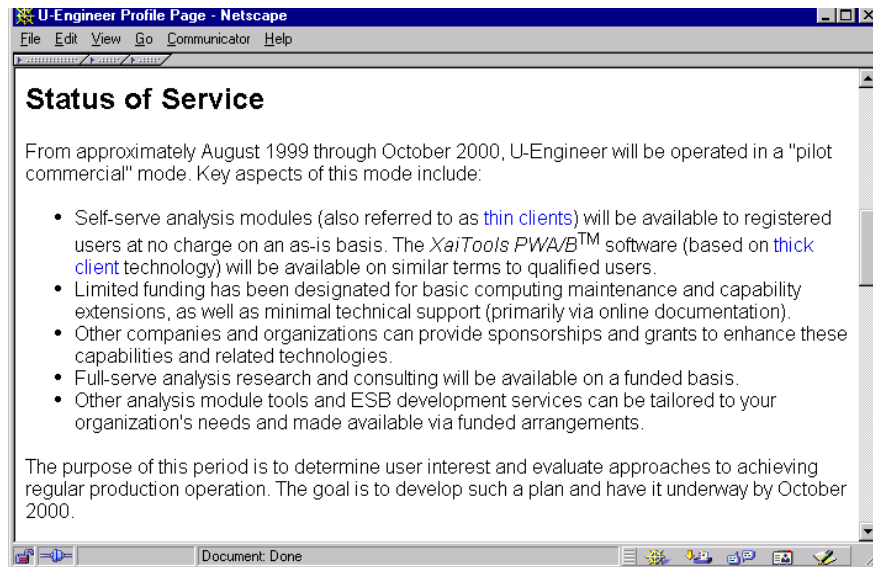 U-Engineer Profile Page - Netscape
File Edit View Go Communicator Help
Status of Service
From approximately August 1999 through October 2000, U-Engineer will be operated in a "pilot
commercial" mode. Key aspects of this mode include:
• Self-serve analysis modules (also referred to as thin clients) will be available to registered
users at no charge on an as-is basis. The XaiTools PWA/B™ software (based on thick
client technology) will be available on similar terms to qualified users.
• Limited funding has been designated for basic computing maintenance and capability
extensions, as well as minimal technical support (primarily via online documentation).
• Other companies and organizations can provide sponsorships and grants to enhance these
capabilities and related technologies.
• Full-serve analysis research and consulting will be available on a funded basis.
• Other analysis module tools and ESB development services can be tailored to your
organization's needs and made available via funded arrangements.
The purpose of this period is to determine user interest and evaluate approaches to achieving
regular production operation. The goal is to develop such a plan and have it underway by October
2000.
Document: Done